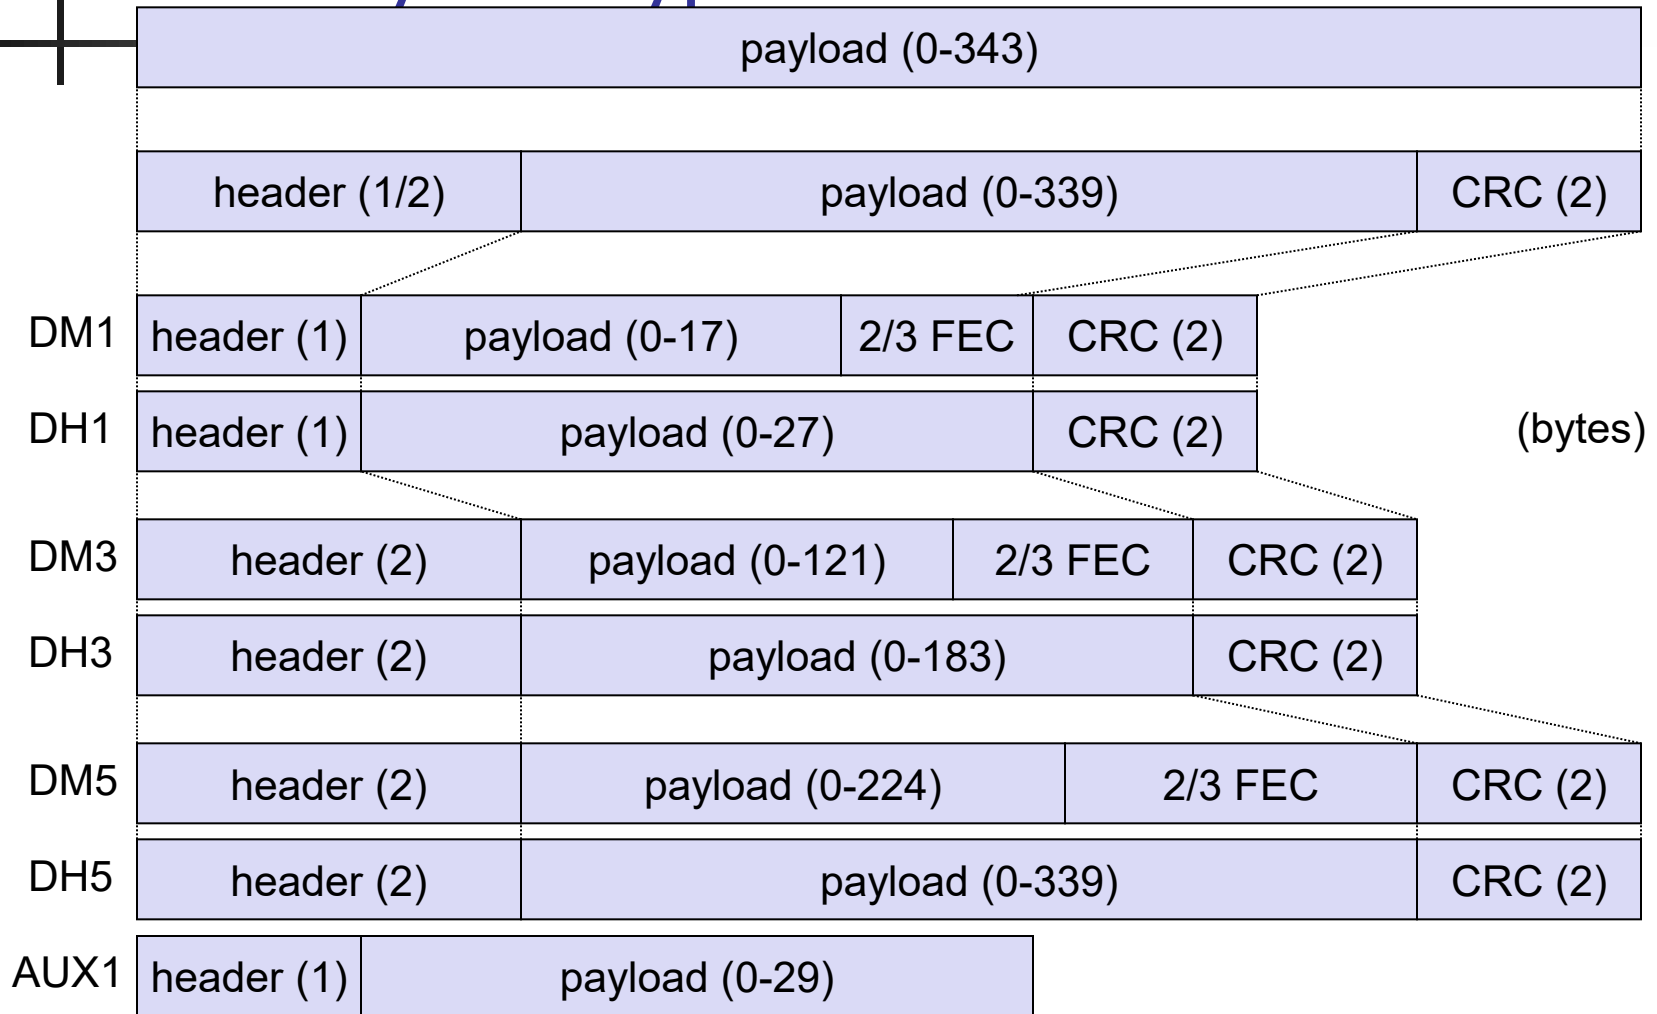 payload (0-343)
header (1/2) payload (0-339) CRC (2)
DM1 header (1) payload (0-17) 2/3 FEC CRC (2)
DH1 header (1) payload (0-27) CRC (2) (bytes)
DM3 header (2) payload (0-121) 2/3 FEC CRC (2)
DH3 header (2) payload (0-183) CRC (2)
DM5 header (2) payload (0-224) 2/3 FEC CRC (2)
DH5 header (2) payload (0-339) CRC (2)
AUX1 header (1) payload (0-29)